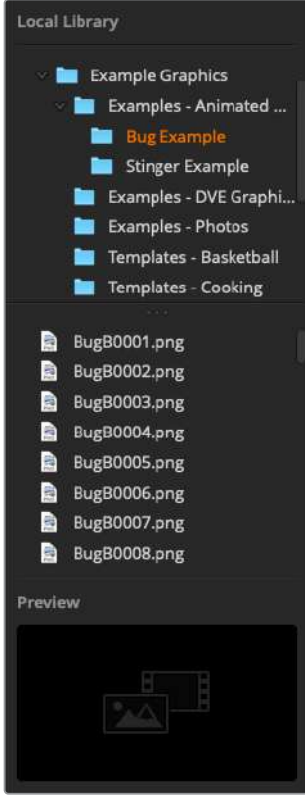 Local Library
Example Graphics
Examples - Animated ...
Bug Example
Stinger Example
Examples - DVE Graphi...
Examples - Photos
Templates - Basketball
Templates - Cooking
BugB0001.png
BugB0002.png
BugB0003.png
BugB0004.png
BugB0005.png
BugB0006.png
BugB0007.png
BugB0008.png
Preview